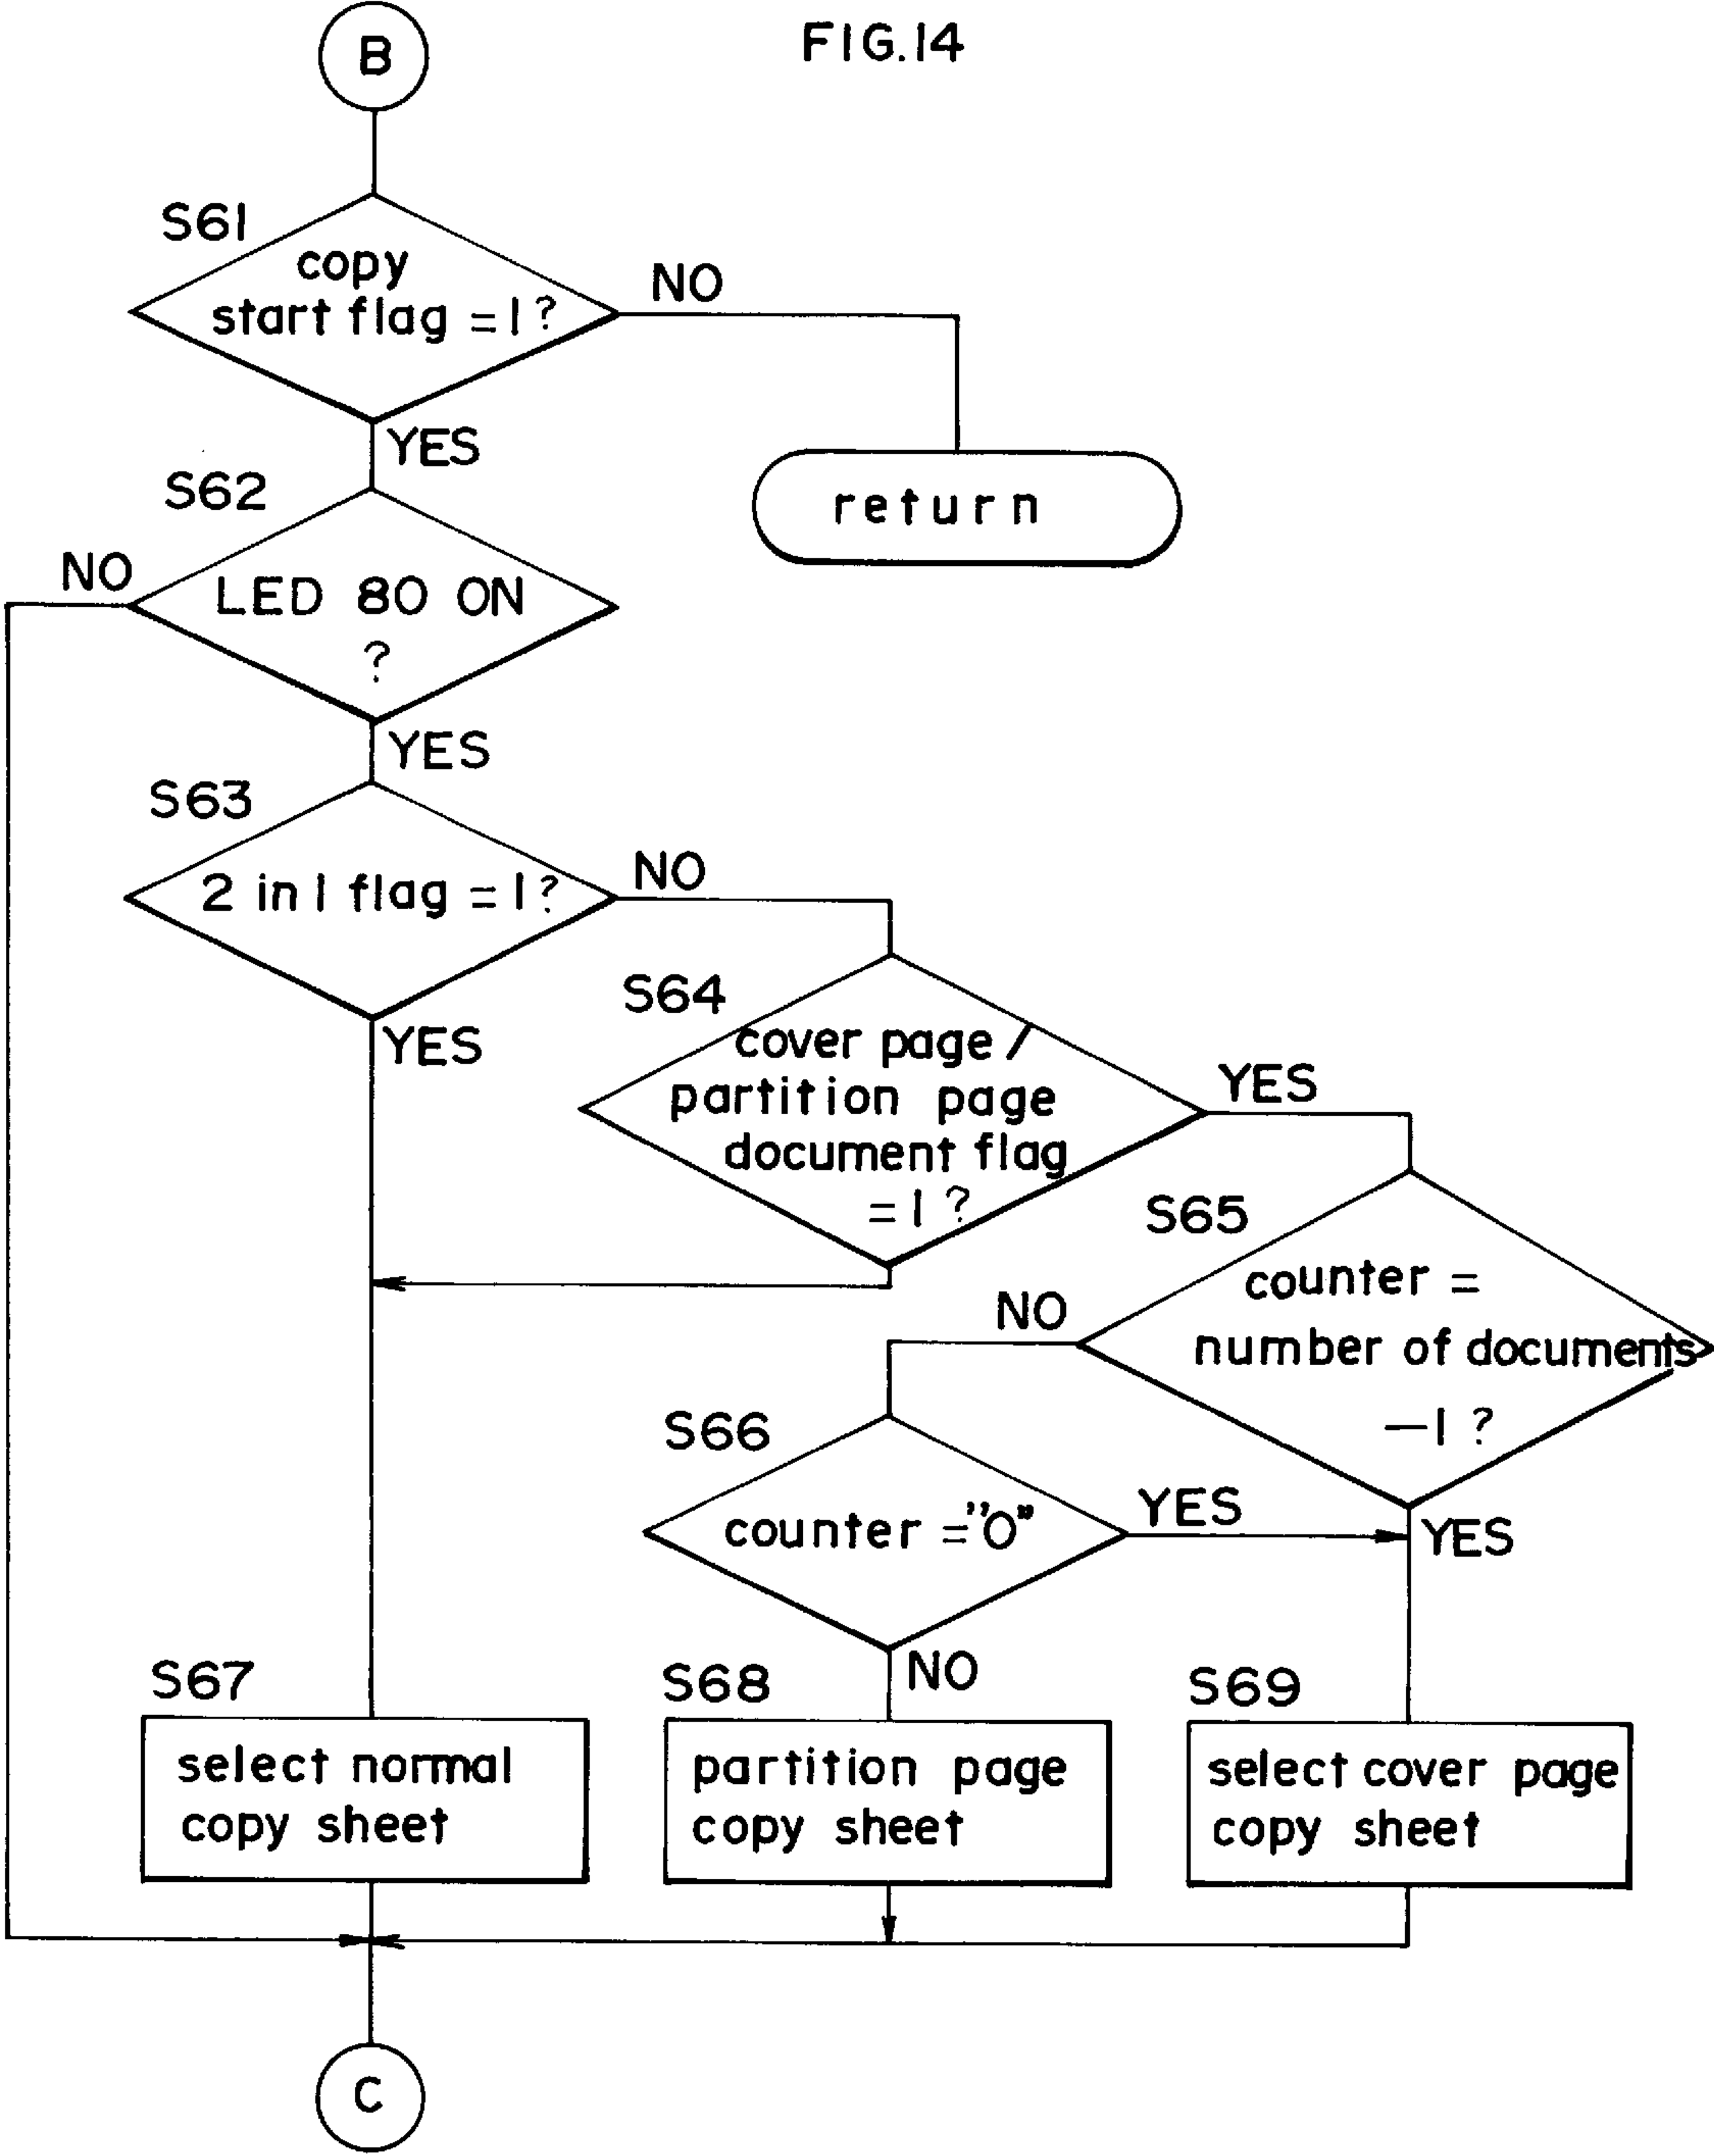 FIG.14
B
S61
copy
start flag =1?
NO
YES
return
S62
NO
LED 80 ON
?
YES
S63
2 in 1 flag =1?
NO
YES
S64
cover page /
partition page
document flag
=1?
YES
S65
counter =
number of documents
—1?
NO
YES
S66
counter ="0"
YES
NO
S67
select normal
copy sheet
S68
partition page
copy sheet
S69
select cover page
copy sheet
C